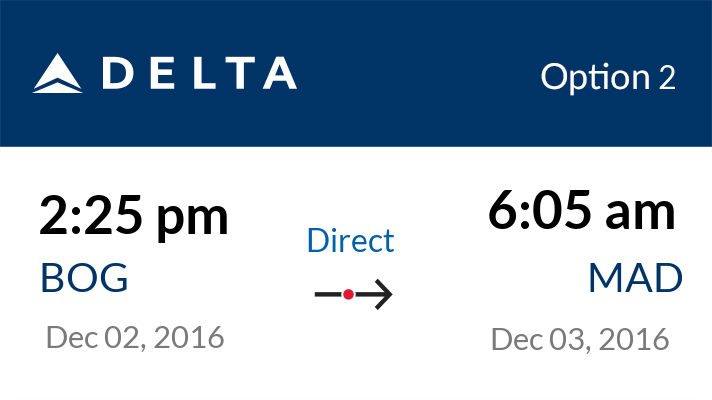 DELTA
Option 2
2:25 pm
6:05 am
Direct
BOG
MAD
Dec 02, 2016
Dec 03, 2016